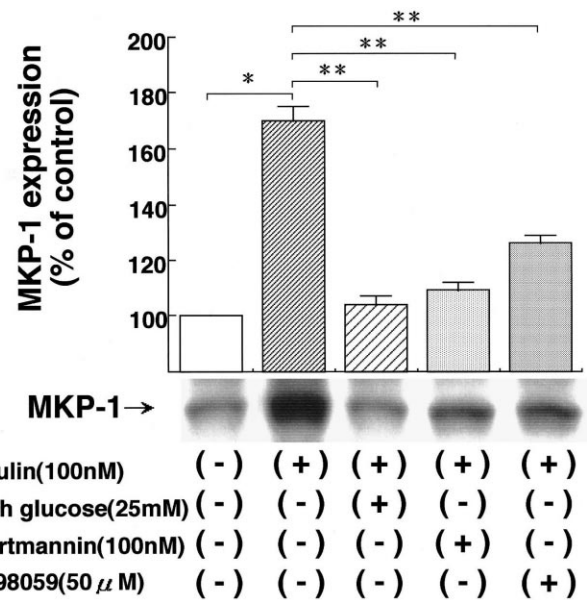 **
200
**
*
**
180
160
140
120
100
MKP-1 expression
(% of control)
MKP-1→
ulin(100nM) (-) (+) (+) (+) (+)
h glucose(25mM) (-) (-) (+) (-) (-)
rtmannin(100nM) (-) (-) (-) (+) (-)
98059(50 μM) (-) (-) (-) (-) (+)